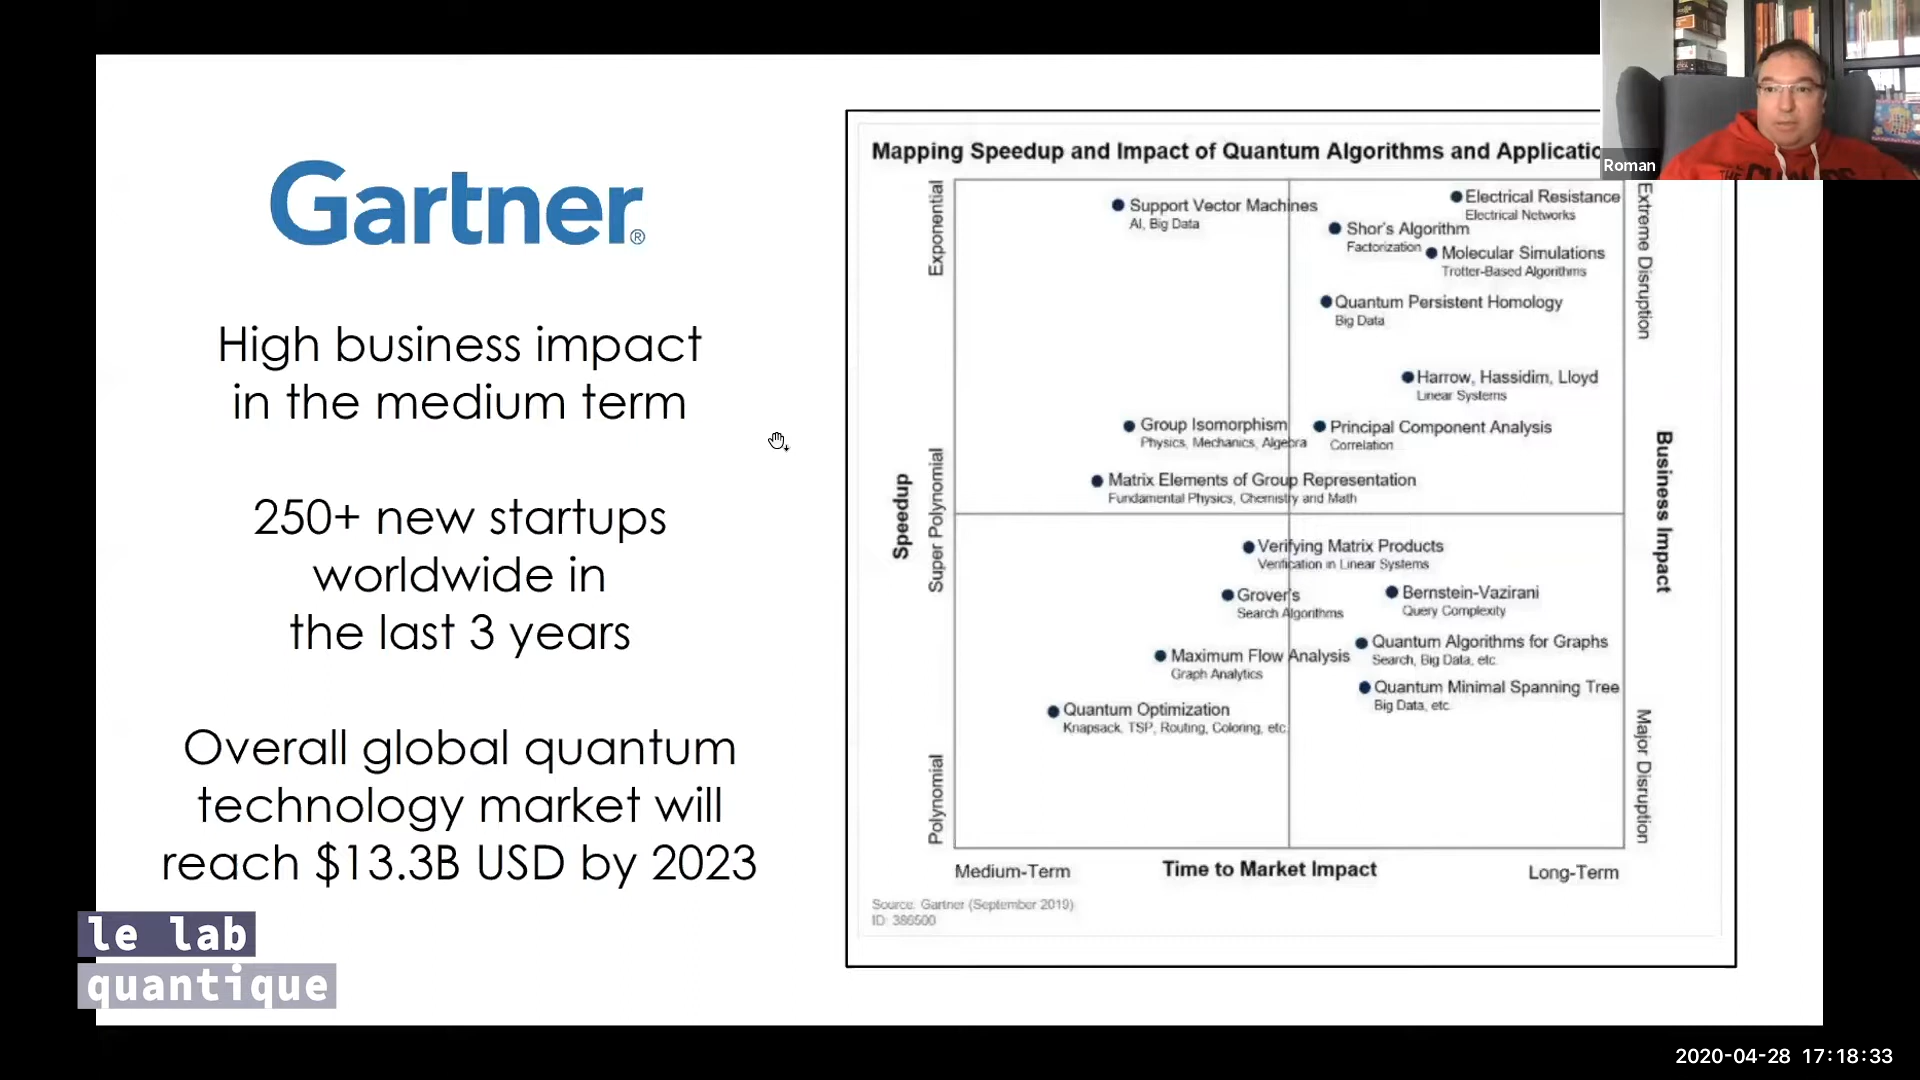 Gartner®
High business impact
in the medium term
250+ new startups
worldwide in
the last 3 years
Overall global quantum
technology market will
reach $13.3B USD by 2023
le lab
quantique
Mapping Speedup and Impact of Quantum Algorithms and Applicatio
Roman
Exponential
Super Polynomial
Polynomial
Speedup
Support Vector Machines
AI, Big Data
Electrical Resistance
Electrical Networks
Shor's Algorithm
Factorization
Molecular Simulations
Trotter-Based Algorithms
Quantum Persistent Homology
Big Data
Harrow, Hassidim, Lloyd
Linear Systems
Group Isomorphism
Physics, Mechanics, Algebra
Principal Component Analysis
Correlation
Matrix Elements of Group Representation
Fundamental Physics, Chemistry and Math
Verifying Matrix Products
Verification in Linear Systems
Grover's
Search Algorithms
Bernstein-Vazirani
Query Complexity
Quantum Algorithms for Graphs
Search, Big Data, etc.
Maximum Flow Analysis
Graph Analytics
Quantum Minimal Spanning Tree
Big Data, etc.
Quantum Optimization
Knapsack, TSP, Routing, Coloring, etc.
Extreme Disruption
Business Impact
Major Disruption
Medium-Term
Time to Market Impact
Long-Term
Source: Gartner (September 2019)
ID: 386500
2020-04-28 17:18:33